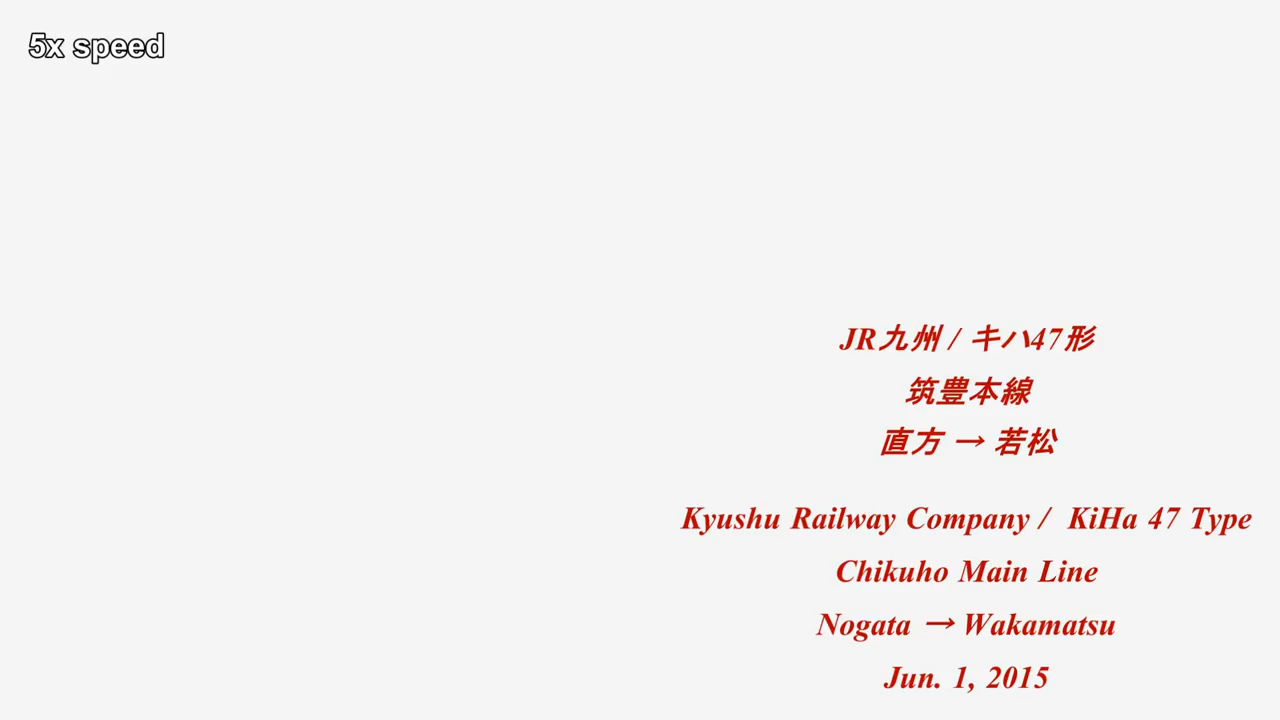 5x speed
JR九州 / キハ47形
筑豊本線
直方 → 若松
Kyushu Railway Company / KiHa 47 Type
Chikuho Main Line
Nogata → Wakamatsu
Jun. 1, 2015